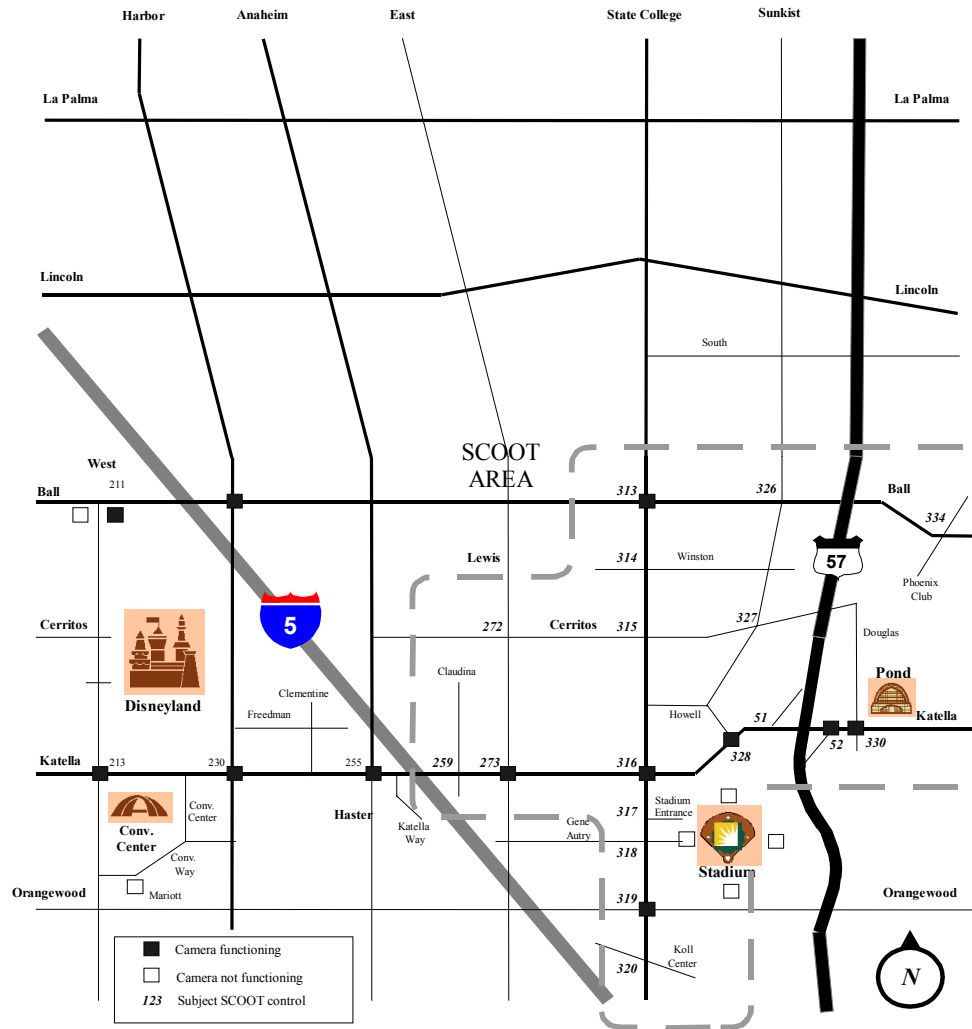 Harbor
Anaheim
East
State College
Sunkist
La Palma
La Palma
Lincoln
Lincoln
South
SCOOT
AREA
West
211
Ball
313
326
Ball
334
Lewis
314
Winston
57
Phoenix
Club
5
Cerritos
272
Cerritos
315
327
Douglas
Claudina
Pond
Disneyland
Clementine
Freedman
Howell
51
Katella
52
330
328
Katella
213
230
255
259
273
316
Conv.
Center
Conv.
Center
Haster
Katella
Way
Gene
Autry
317
Stadium
Entrance
318
Conv.
Way
Stadium
Mariott
Orangewood
319
Orangewood
320
Koll
Center
Camera functioning
Camera not functioning
123 Subject SCOOT control
N